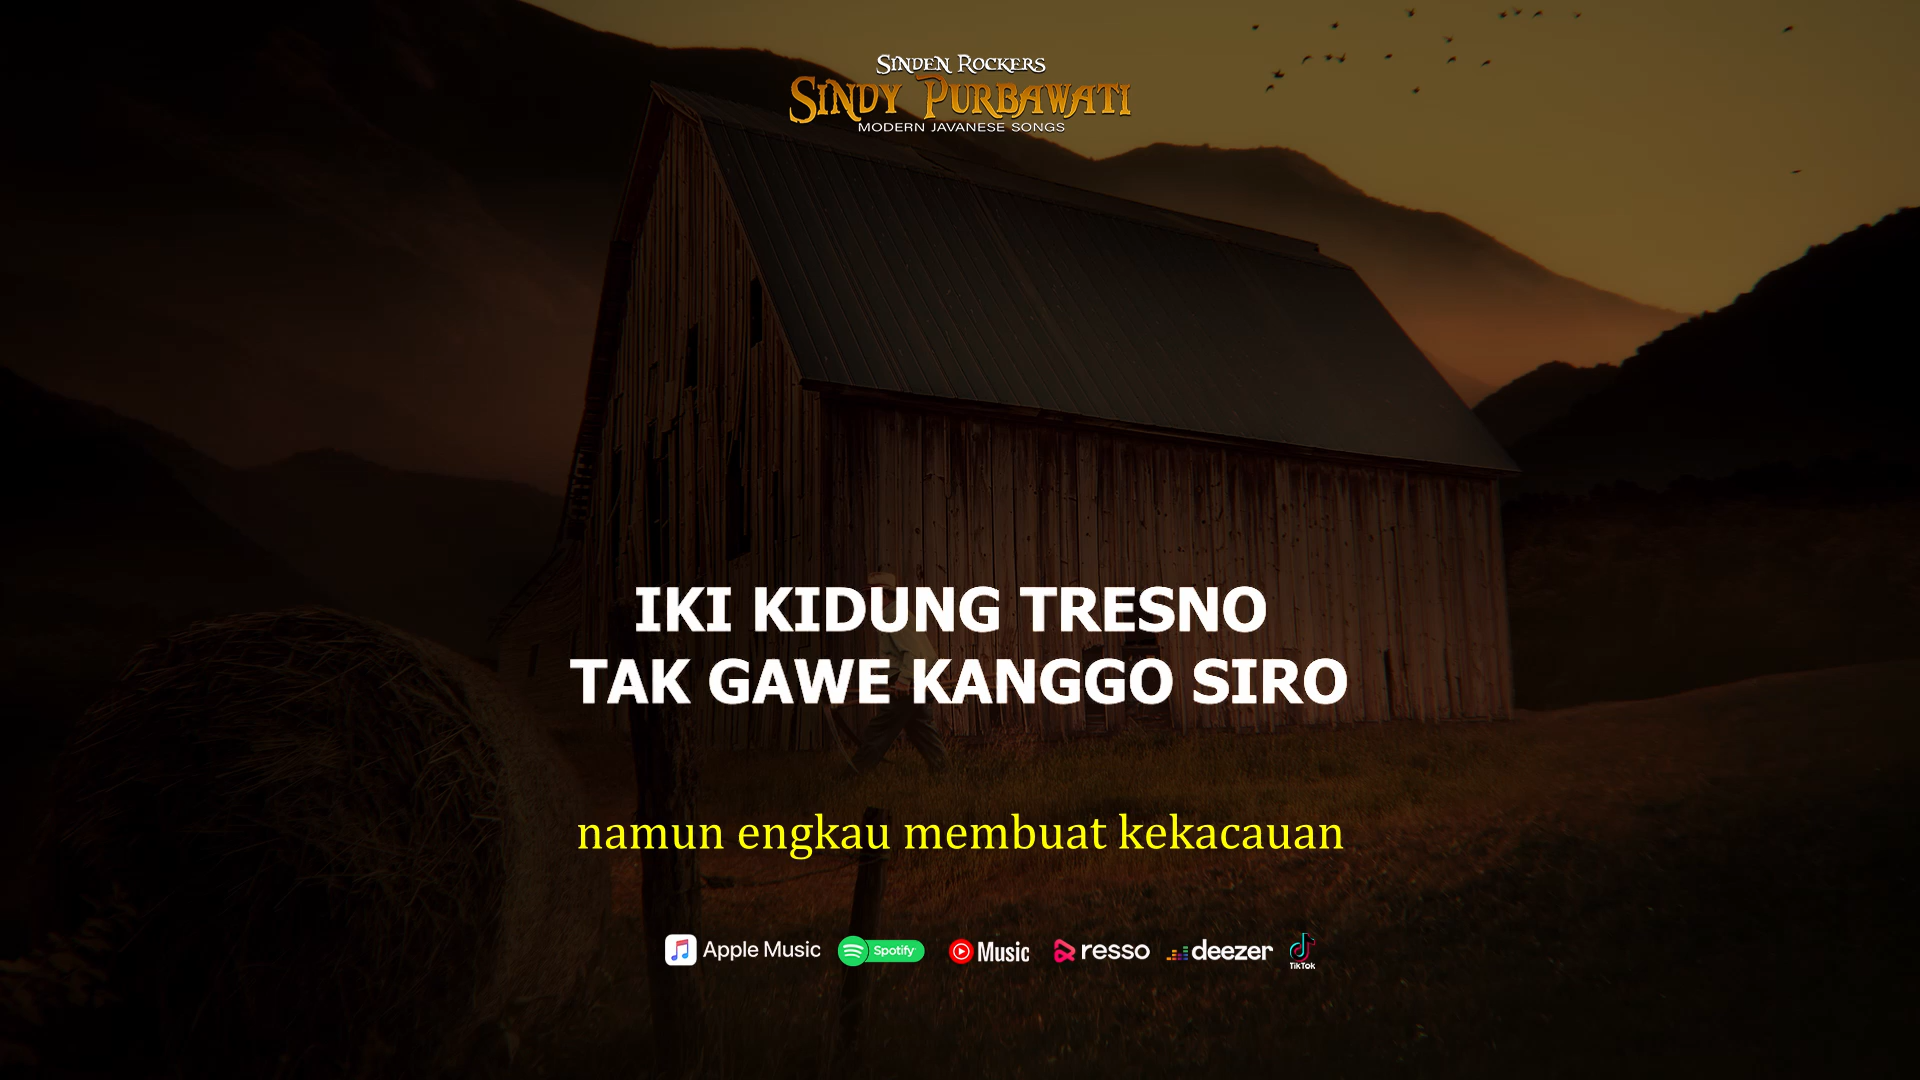 SINDEN ROCKERS
SINDY PURBAWATI
MODERN JAVANESE SONGS
IKI KIDUNG TRESNO
TAK GAWE KANGGO SIRO
namun engkau membuat kekacauan
Apple Music Spotify Music resso deezer TikTok